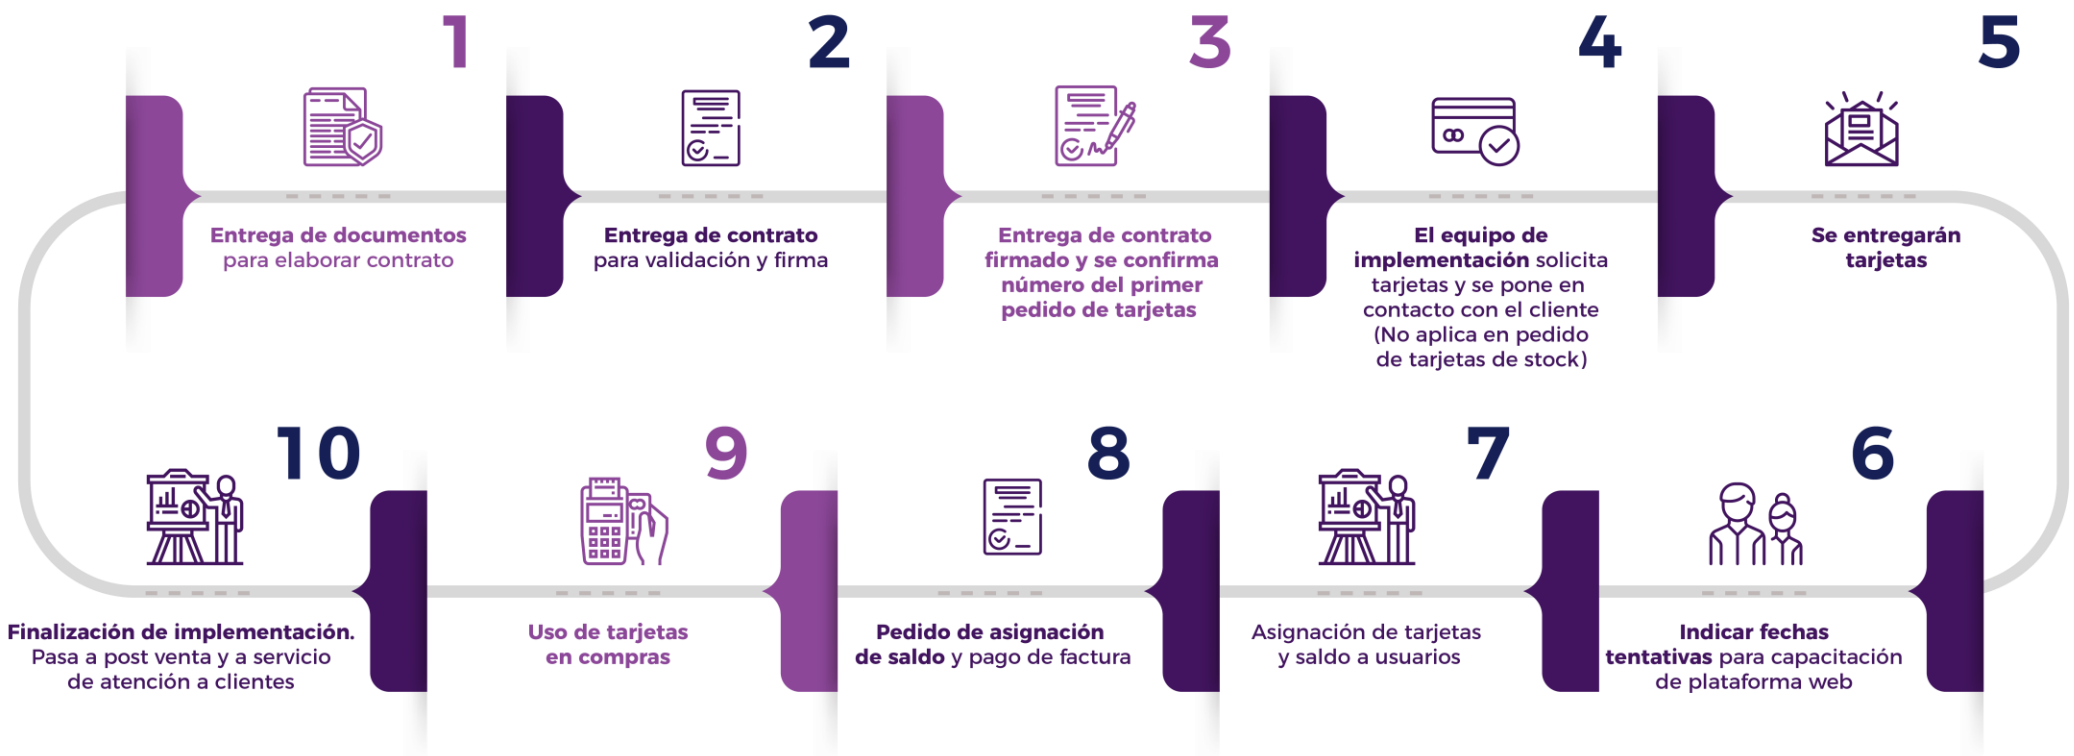 1
Entrega de documentos
para elaborar contrato
2
Entrega de contrato
para validación y firma
3
Entrega de contrato
firmado y se confirma
número del primer
pedido de tarjetas
4
El equipo de
implementación solicita
tarjetas y se pone en
contacto con el cliente
(No aplica en pedido
de tarjetas de stock)
5
Se entregarán
tarjetas
6
Indicar fechas
tentativas para capacitación
de plataforma web
7
Asignación de tarjetas
y saldo a usuarios
8
Pedido de asignación
de saldo y pago de factura
9
Uso de tarjetas
en compras
10
Finalización de implementación.
Pasa a post venta y a servicio
de atención a clientes